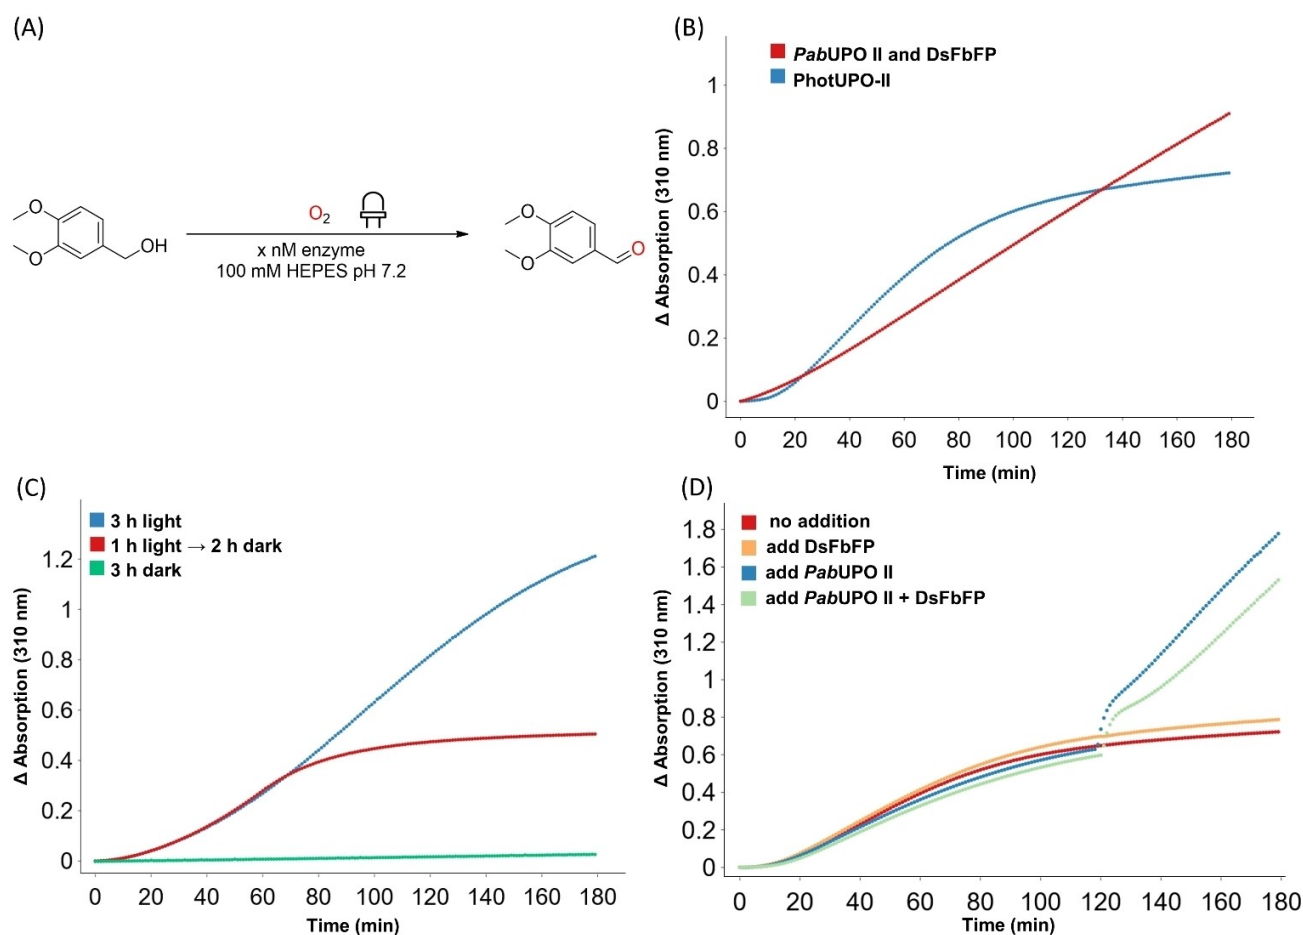 (A)
O
O
OH
O₂
x nM enzyme
100 mM HEPES pH 7.2
O
O
O
(B)
PabUPO II and DsFbFP
PhotUPO-II
Δ Absorption (310 nm)
1
0.8
0.6
0.4
0.2
0
0 20 40 60 80 100 120 140 160 180
Time (min)
(C)
3 h light
1 h light → 2 h dark
3 h dark
Δ Absorption (310 nm)
1.2
1
0.8
0.6
0.4
0.2
0
0 20 40 60 80 100 120 140 160 180
Time (min)
(D)
no addition
add DsFbFP
add PabUPO II
add PabUPO II + DsFbFP
Δ Absorption (310 nm)
1.8
1.6
1.4
1.2
1
0.8
0.6
0.4
0.2
0
0 20 40 60 80 100 120 140 160 180
Time (min)